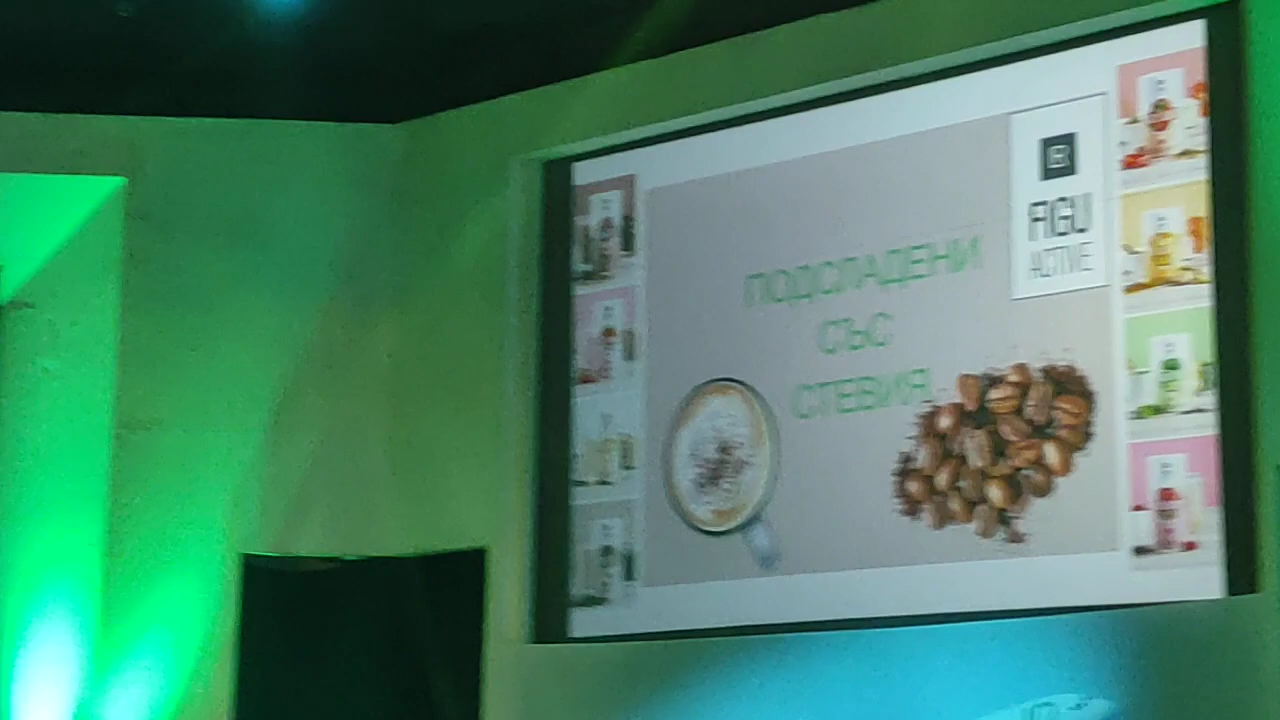 LR
FIGU
ACTIVE
ПОДСЛАДЕНИ
СЪС
СТЕВИЯ